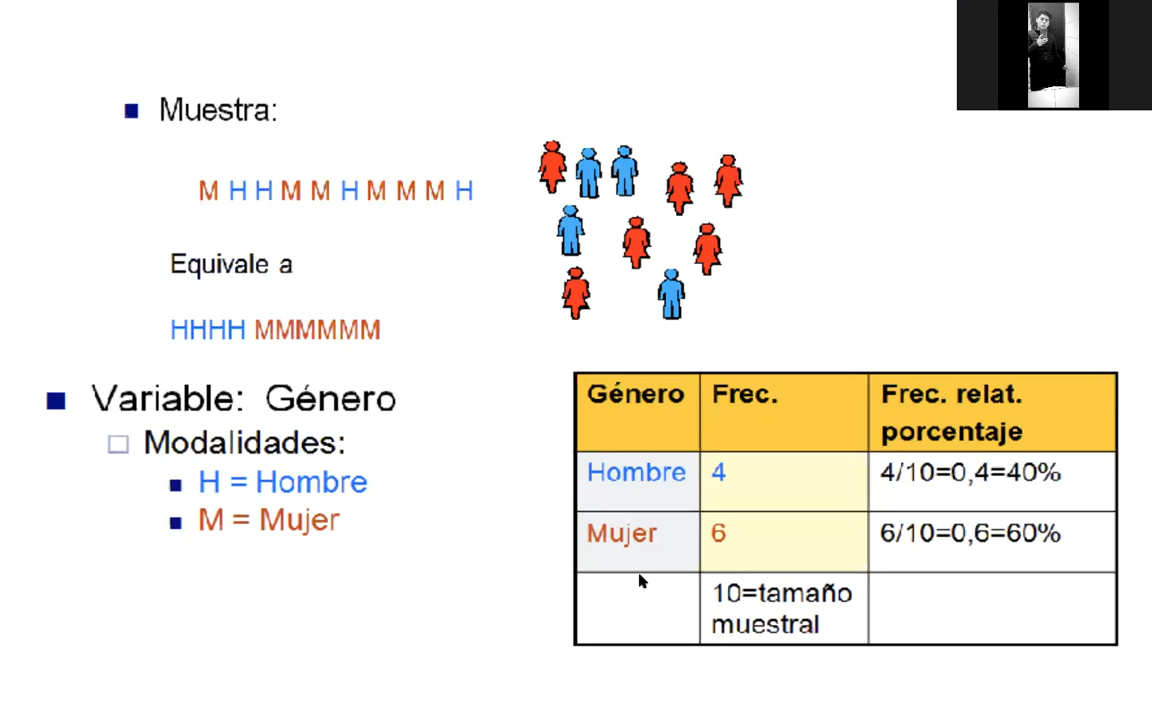 Muestra:
M H H M M H M M M H
Equivale a
HHHH MMMMMM
Variable: Género
Modalidades:
H = Hombre
M = Mujer
Género Frec. Frec. relat.
porcentaje
Hombre 4 4/10=0,4=40%
Mujer 6 6/10=0,6=60%
10=tamaño
muestral